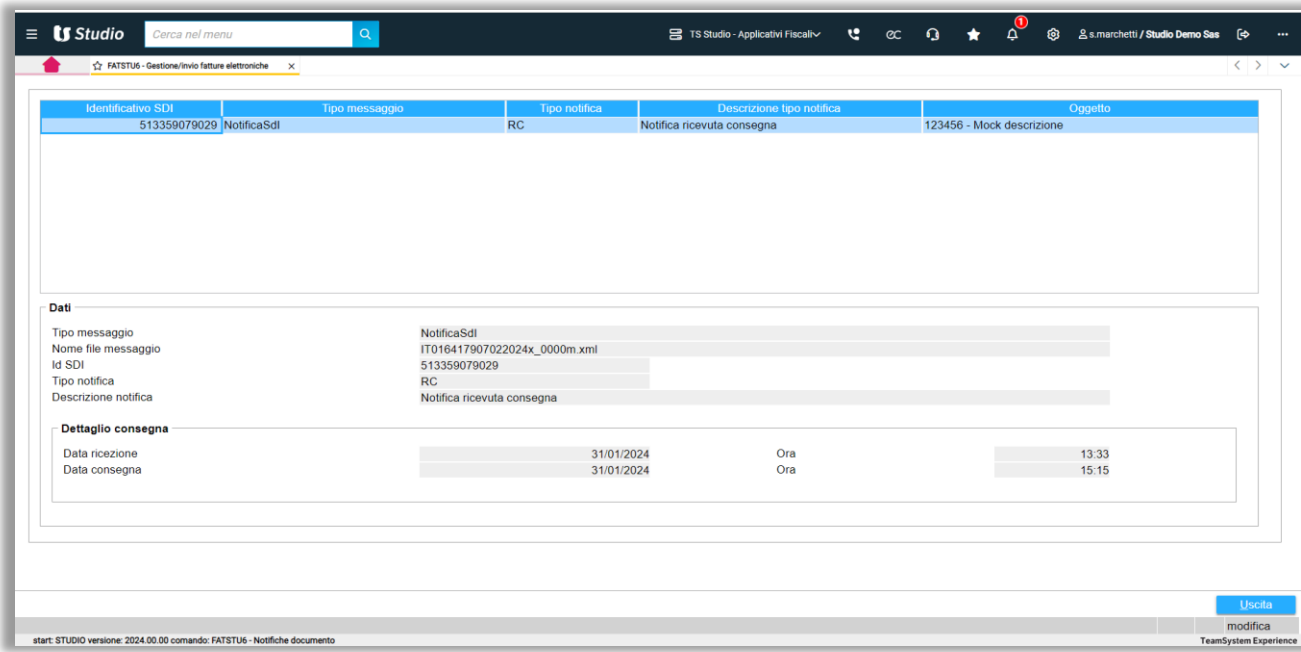 Studio Cerca nel menu TS Studio - Applicativi Fiscali 1 s.marchetti / Studio Demo Sas
FATSTU6 - Gestione/invio fatture elettroniche x
Identificativo SDI Tipo messaggio Tipo notifica Descrizione tipo notifica Oggetto
513359079029 NotificaSdI RC Notifica ricevuta consegna 123456 - Mock descrizione
Dati
Tipo messaggio NotificaSdI
Nome file messaggio IT016417907022024x_0000m.xml
Id SDI 513359079029
Tipo notifica RC
Descrizione notifica Notifica ricevuta consegna
Dettaglio consegna
Data ricezione 31/01/2024 Ora 13:33
Data consegna 31/01/2024 Ora 15:15
Uscita
modifica
start: STUDIO versione: 2024.00.00 comando: FATSTU6 - Notifiche documento TeamSystem Experience